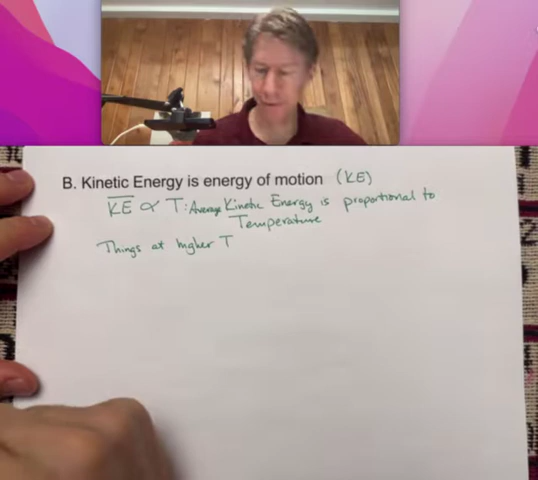 B. Kinetic Energy is energy of motion (KE)
KE ∝ T: Average Kinetic Energy is proportional to
Temperature
Things at higher T